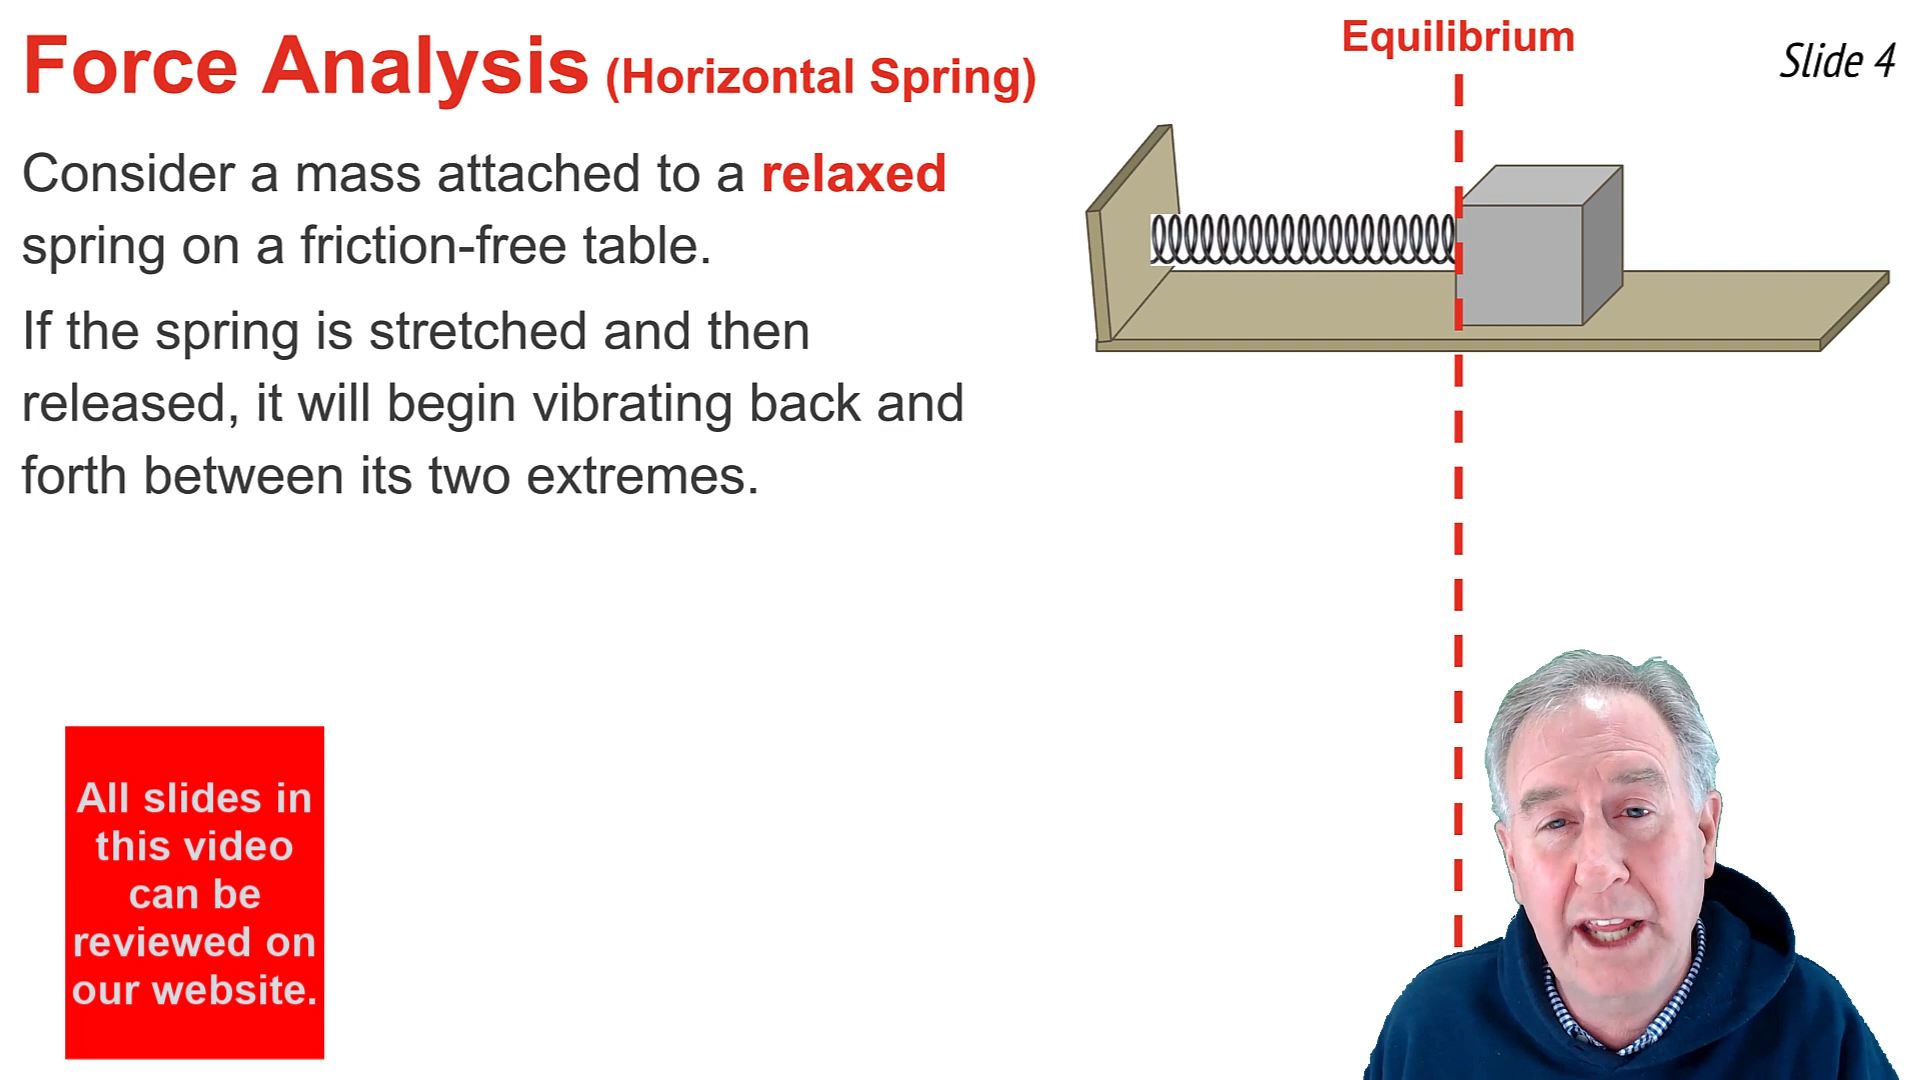 Force Analysis (Horizontal Spring)
Equilibrium
Slide 4
Consider a mass attached to a relaxed
spring on a friction-free table.
If the spring is stretched and then
released, it will begin vibrating back and
forth between its two extremes.
All slides in
this video
can be
reviewed on
our website.